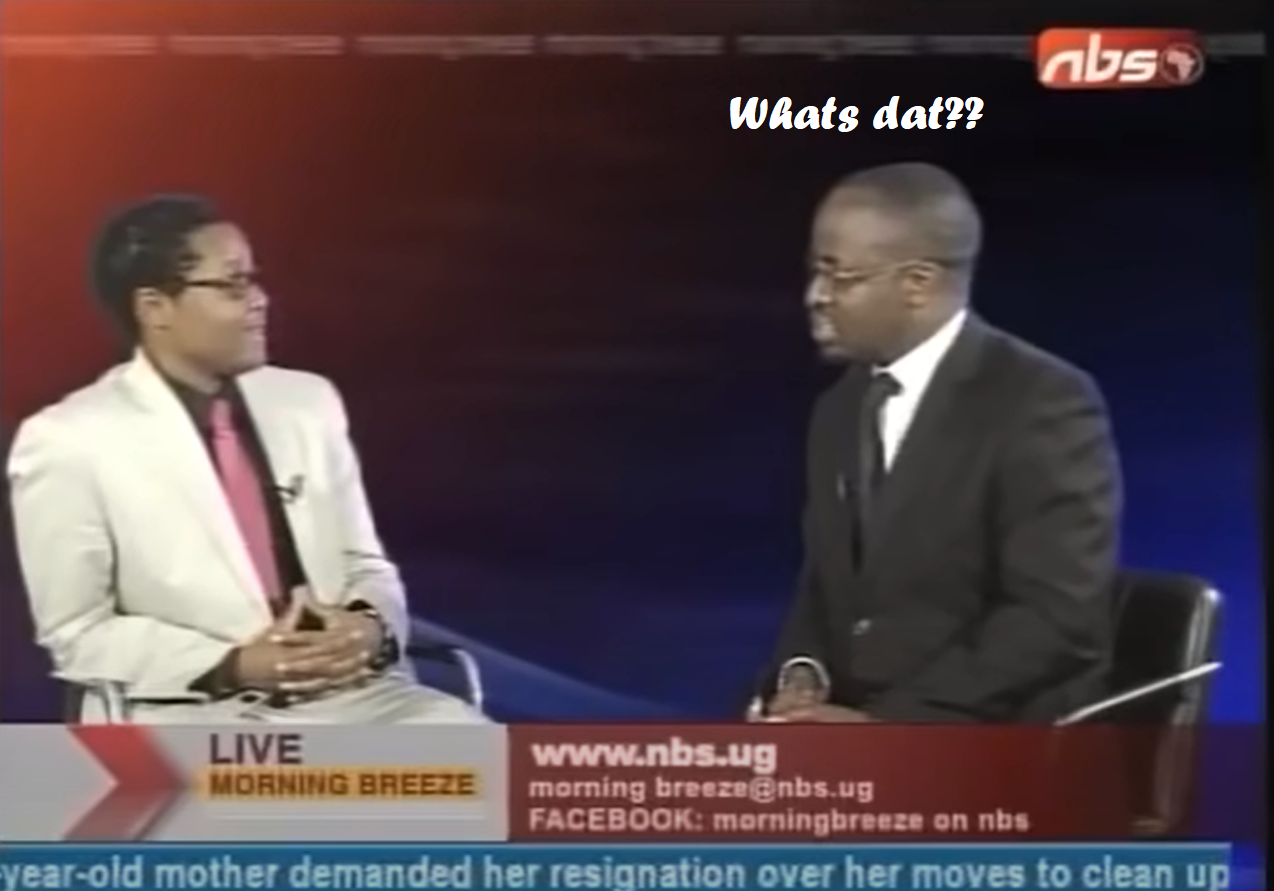 nbs
Whats dat??
LIVE
MORNING BREEZE
www.nbs.ug
morning breeze@nbs.ug
FACEBOOK: morningbreeze on nbs
-year-old mother demanded her resignation over her moves to clean up